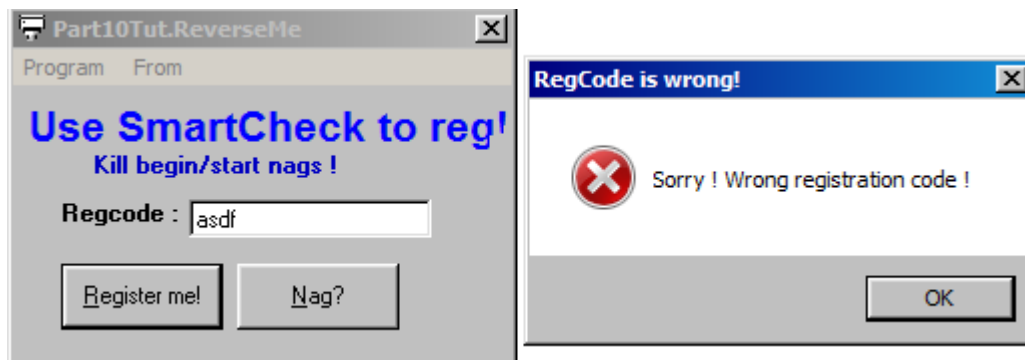 Part10Tut.ReverseMe
Program From
Use SmartCheck to reg!
Kill begin/start nags !
Regcode : asdf
Register me! Nag?
RegCode is wrong!
Sorry ! Wrong registration code !
OK